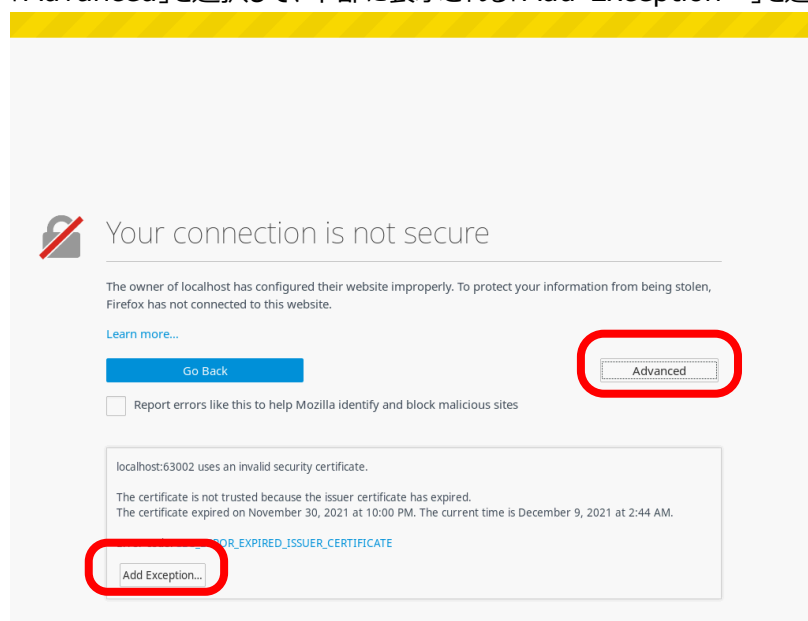 Your connection is not secure
The owner of localhost has configured their website improperly. To protect your information from being stolen,
Firefox has not connected to this website.
Learn more...
Go Back
Advanced
Report errors like this to help Mozilla identify and block malicious sites
localhost:63002 uses an invalid security certificate.
The certificate is not trusted because the issuer certificate has expired.
The certificate expired on November 30, 2021 at 10:00 PM. The current time is December 9, 2021 at 2:44 AM.
OR_EXPIRED_ISSUER_CERTIFICATE
Add Exception...